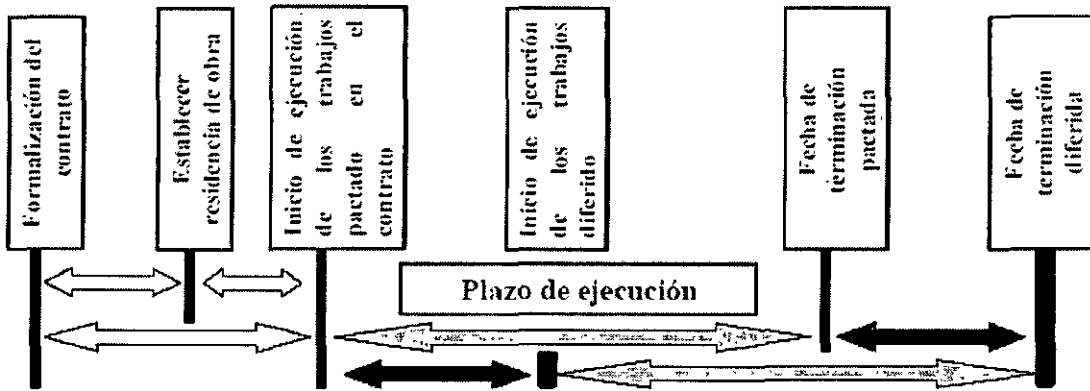 Formalización del
contrato
Establecer
residencia de obra
Inicio de ejecución
de los trabajos
pactado en el
contrato
Inicio de ejecución
de los trabajos
diferido
Fecha de
terminación
pactada
Fecha de
terminación
diferida
Plazo de ejecución